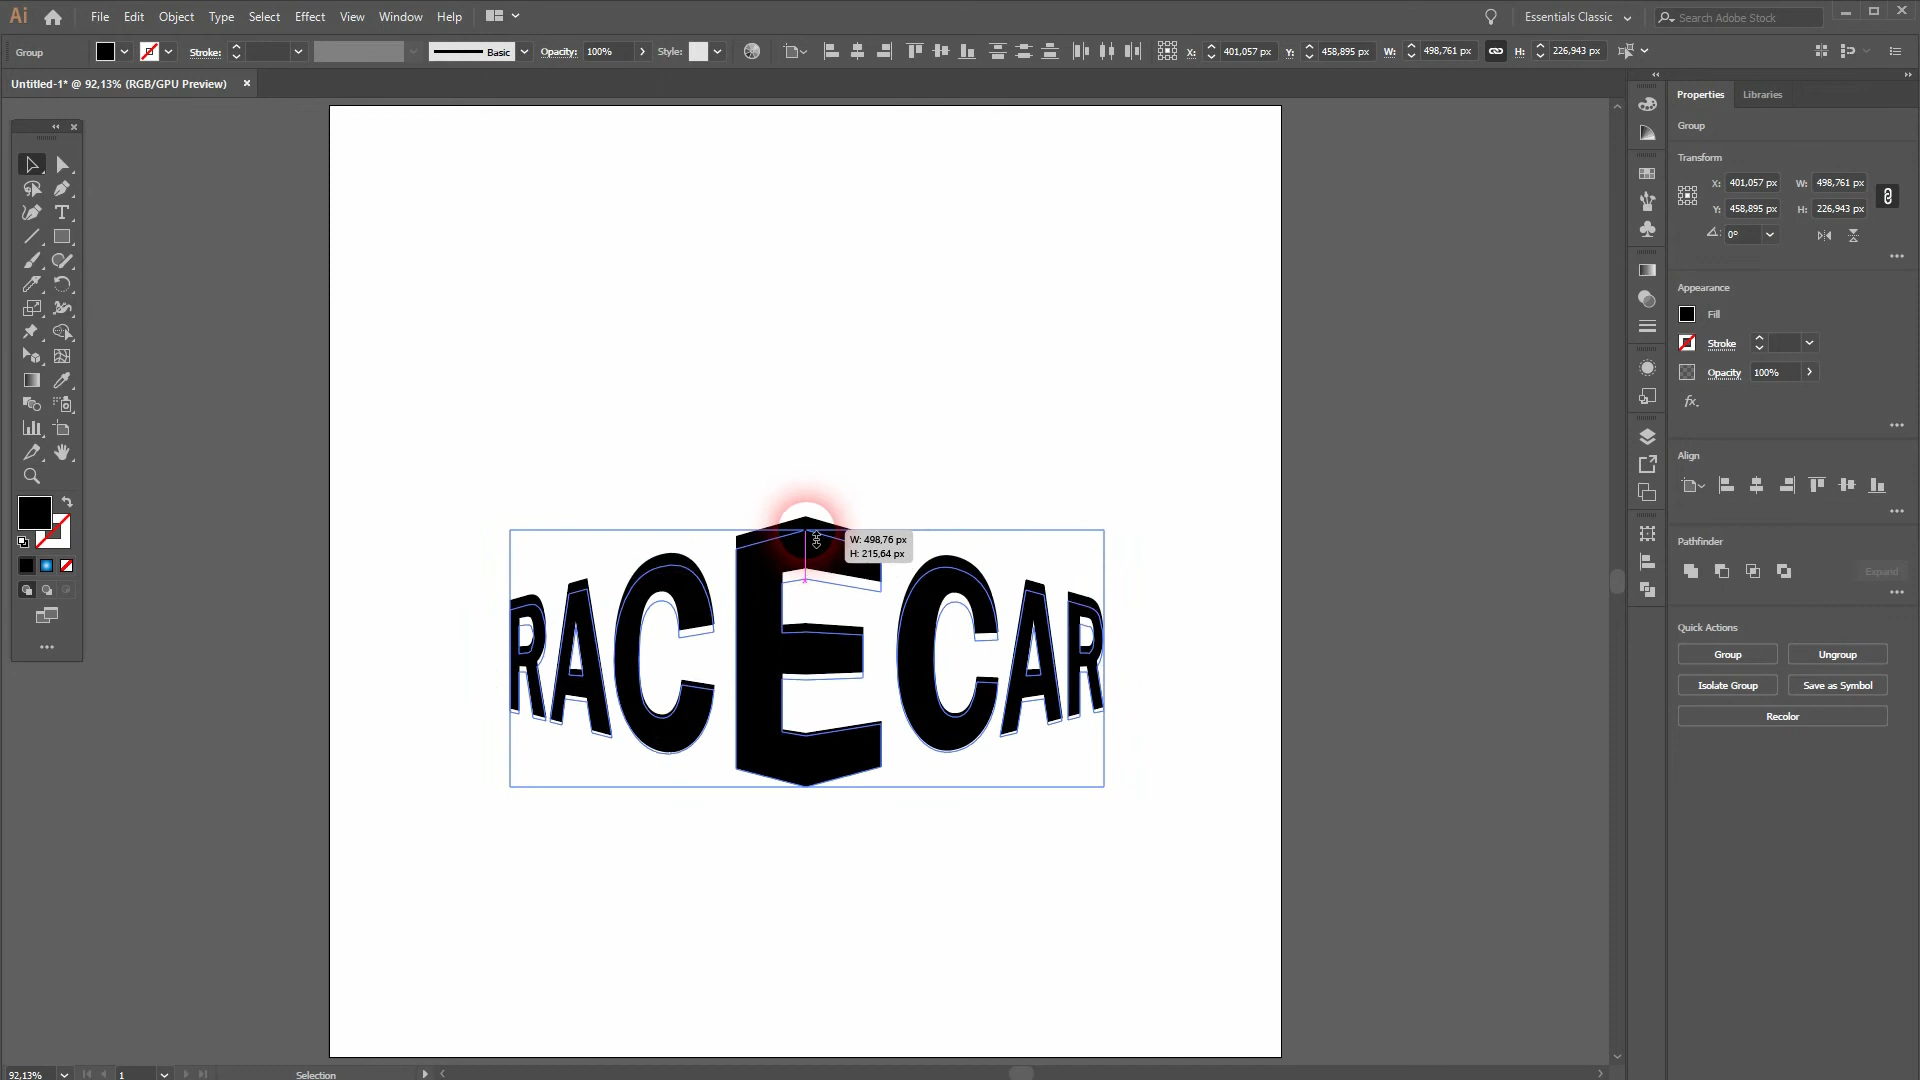 Ai File Edit Object Type Select Effect View Window Help Essentials Classic Search Adobe Stock
Group Stroke: Basic Opacity: 100% Style: X: 401,057 px Y: 458,895 px W: 498,761 px H: 226,943 px
Untitled-1* @ 92,13% (RGB/GPU Preview)
Properties Libraries
Group
Transform
X: 401,057 px W: 498,761 px
Y: 458,895 px H: 226,943 px
0°
Appearance
Fill
Stroke
Opacity 100%
fx
Align
Pathfinder
Expand
Quick Actions
Group Ungroup
Isolate Group Save as Symbol
Recolor
W: 498,76 px
H: 215,64 px
RACECAR
92,13% 1 Selection